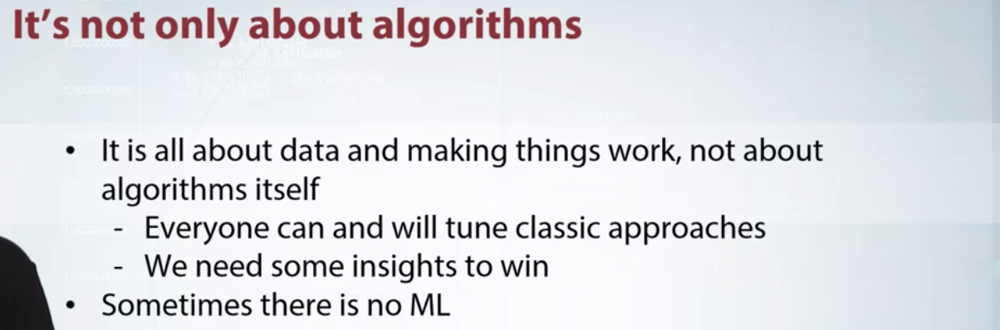 It's not only about algorithms
• It is all about data and making things work, not about
algorithms itself
- Everyone can and will tune classic approaches
- We need some insights to win
• Sometimes there is no ML